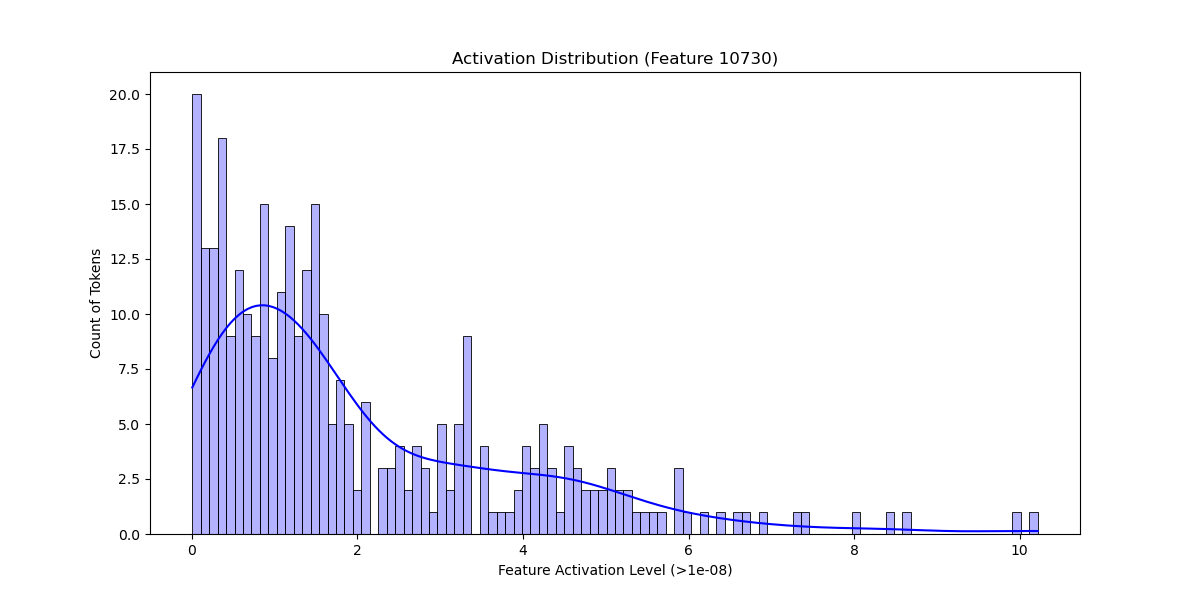 Activation Distribution (Feature 10730)
20.0
17.5
15.0
12.5
10.0
7.5
5.0
2.5
0.0
Count of Tokens
0 2 4 6 8 10
Feature Activation Level (>1e-08)